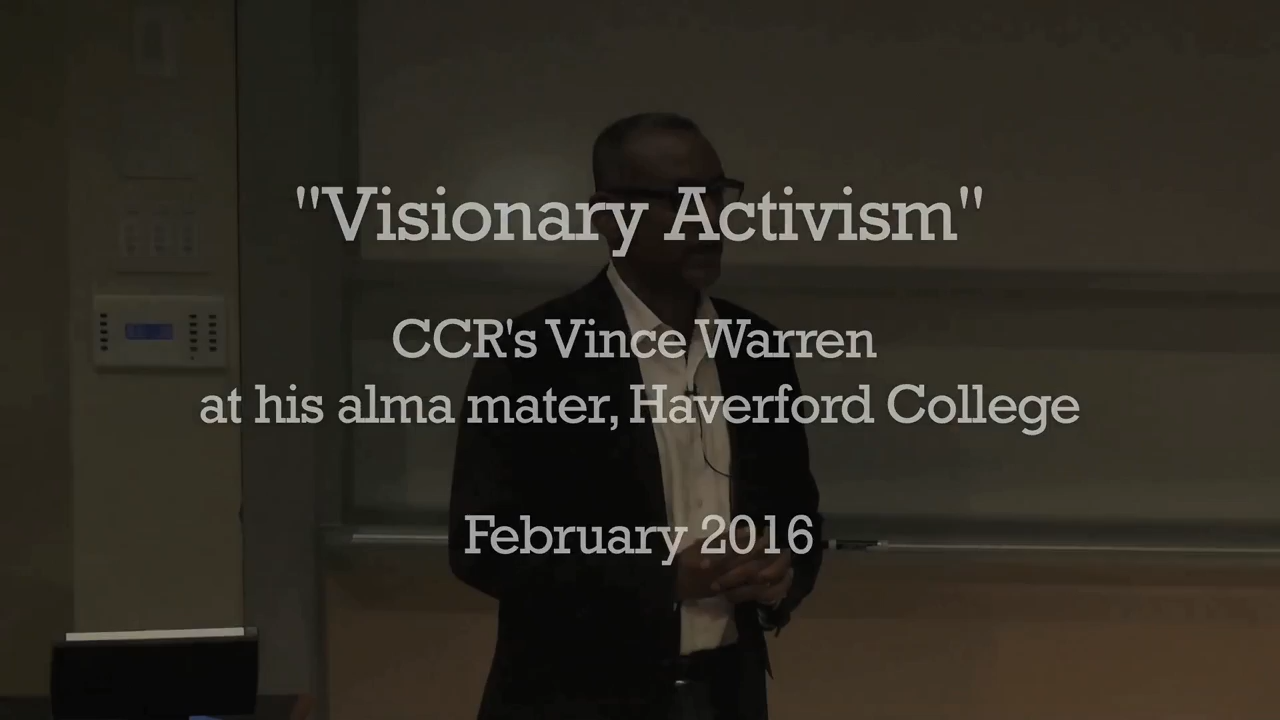 "Visionary Activism"
CCR's Vince Warren
at his alma mater, Haverford College
February 2016